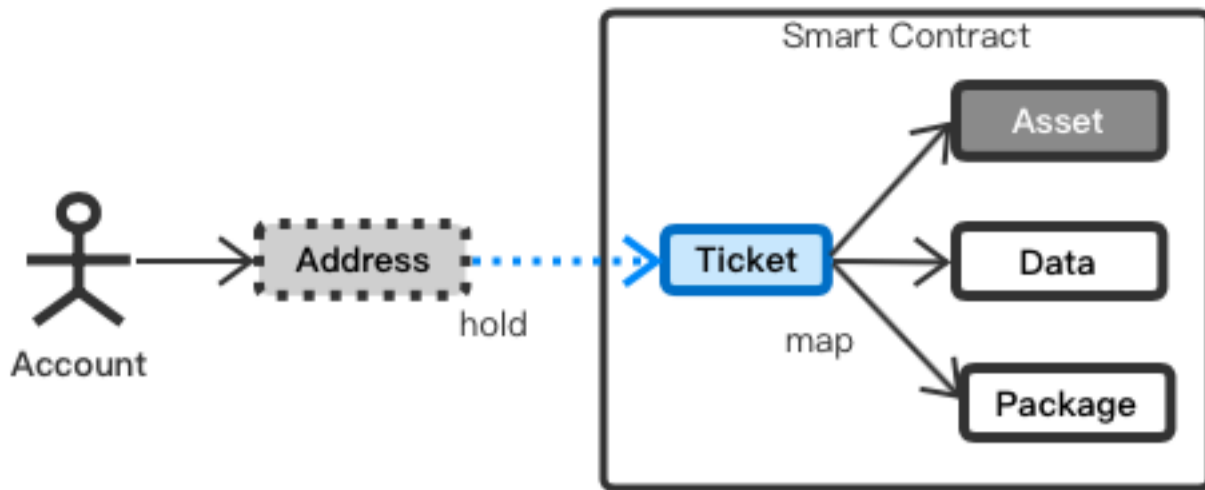 Smart Contract
Asset
Address
Ticket
Data
hold
map
Account
Package